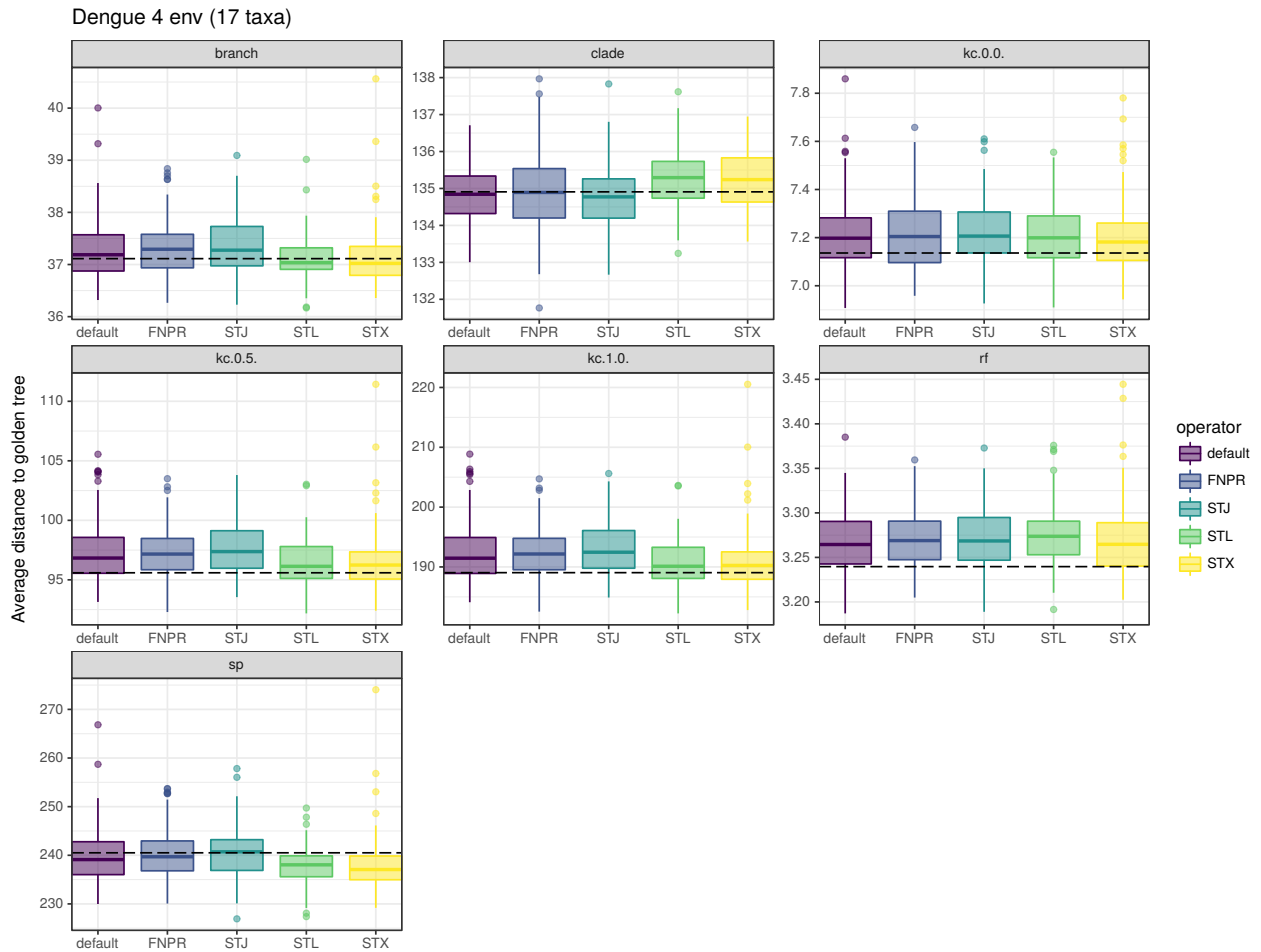 Dengue 4 env (17 taxa)
branch
clade
kc.0.0.
40
39
38
37
36
default FNPR STJ STL STX
138
137
136
135
134
133
132
default FNPR STJ STL STX
7.8
7.6
7.4
7.2
7.0
default FNPR STJ STL STX
Average distance to golden tree
kc.0.5.
kc.1.0.
rf
110
105
100
95
default FNPR STJ STL STX
220
210
200
190
default FNPR STJ STL STX
3.45
3.40
3.35
3.30
3.25
3.20
default FNPR STJ STL STX
operator
default
FNPR
STJ
STL
STX
sp
270
260
250
240
230
default FNPR STJ STL STX